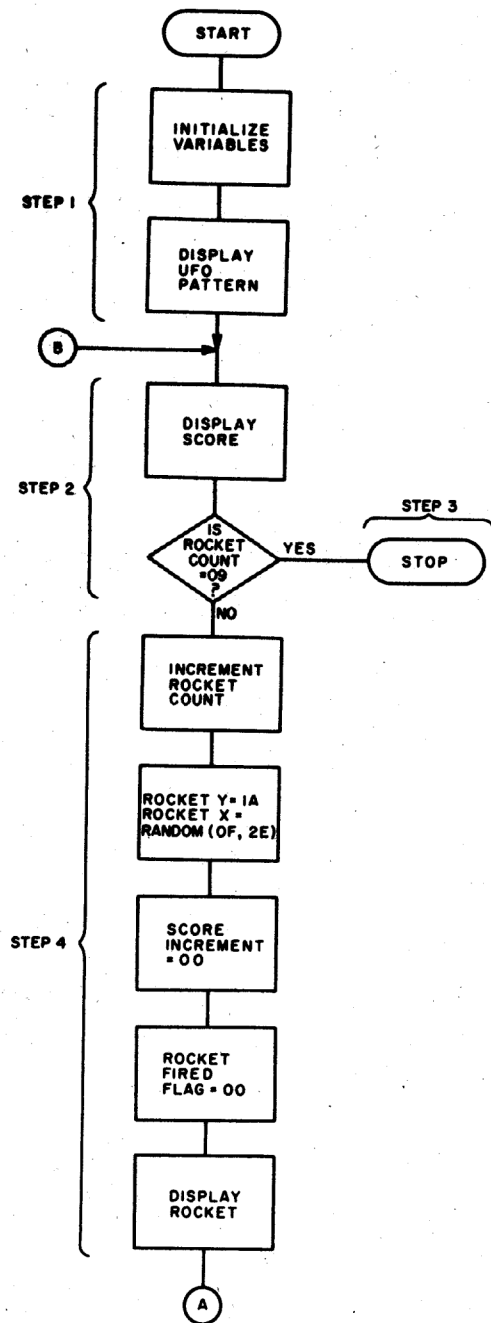 START
INITIALIZE
VARIABLES
STEP 1
DISPLAY
UFO
PATTERN
B
DISPLAY
SCORE
STEP 2
IS
ROCKET
COUNT
=09
?
YES
STEP 3
STOP
NO
INCREMENT
ROCKET
COUNT
ROCKET Y= 1A
ROCKET X =
RANDOM (0F, 2E)
STEP 4
SCORE
INCREMENT
= 00
ROCKET
FIRED
FLAG = 00
DISPLAY
ROCKET
A